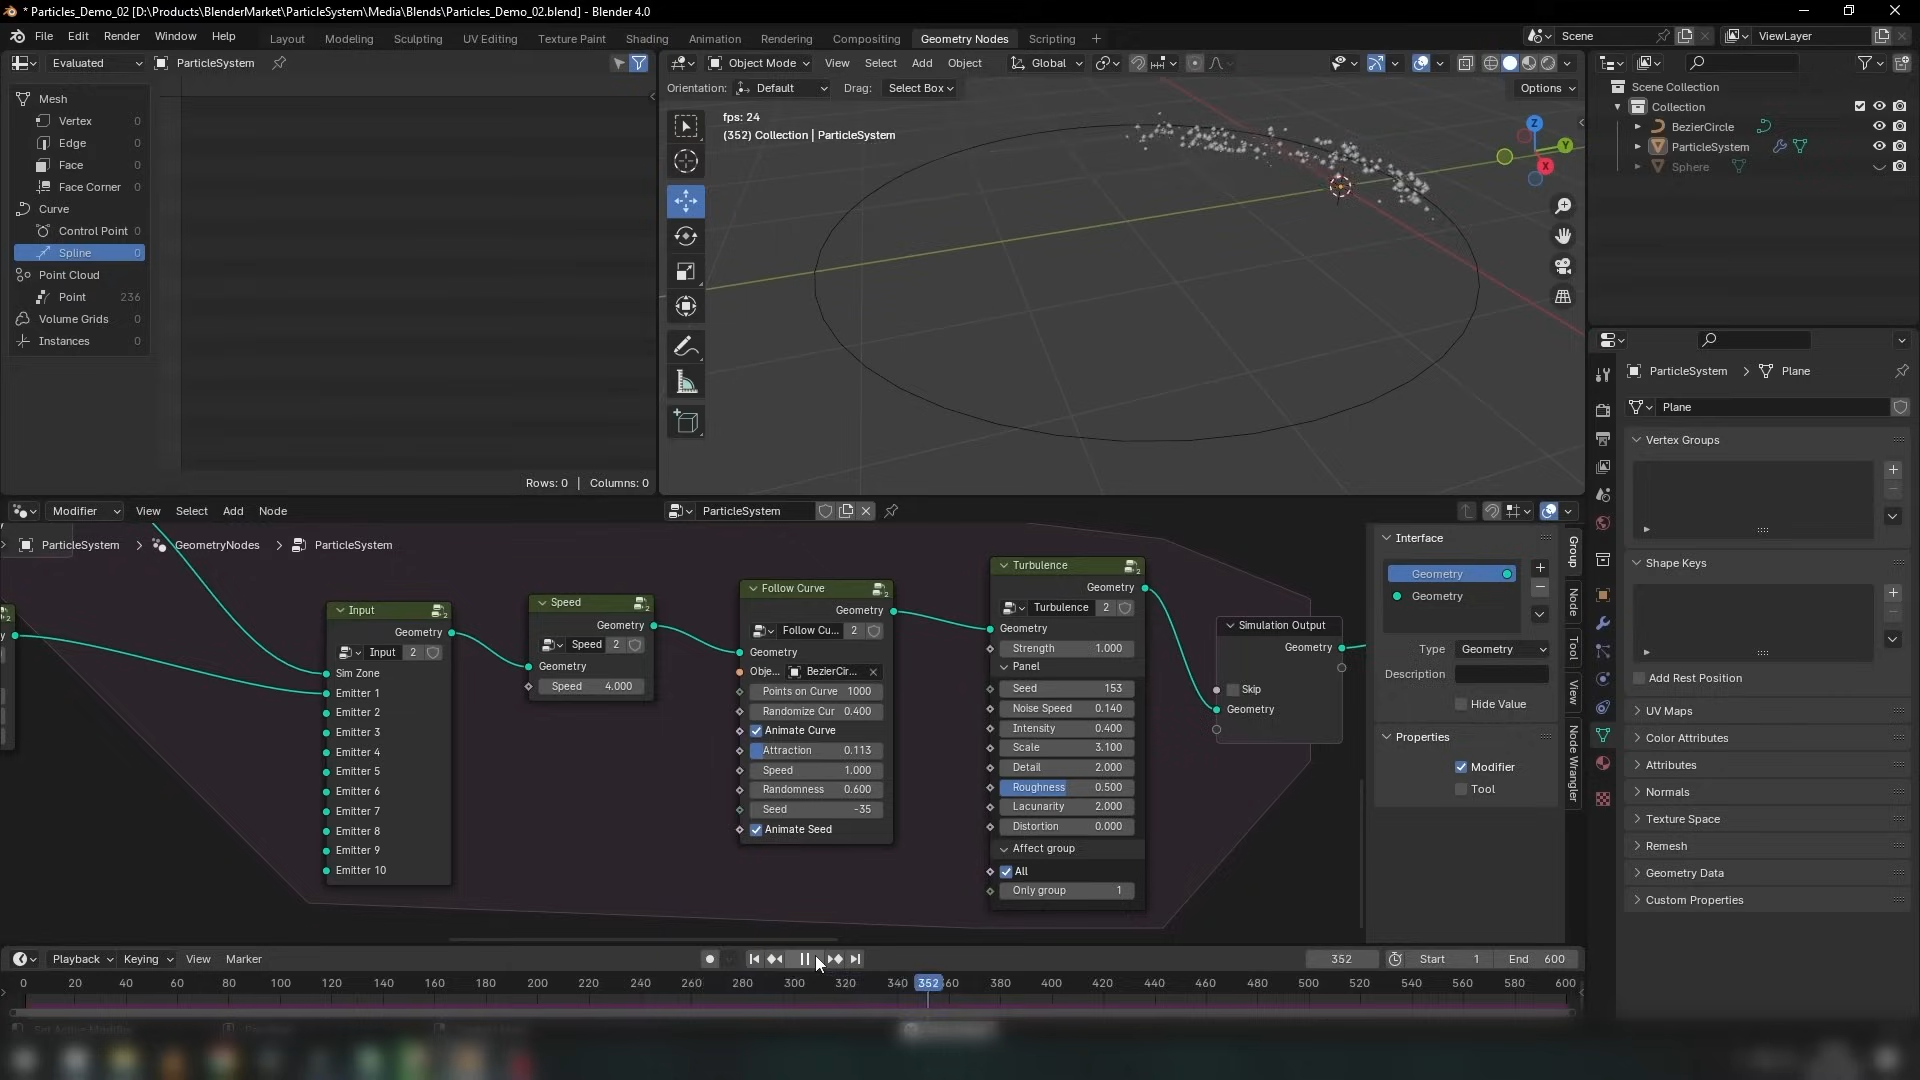 * Particles_Demo_02 [D:\Products\BlenderMarket\ParticleSystem\Media\Blends\Particles_Demo_02.blend] - Blender 4.0
File Edit Render Window Help
Layout Modeling Sculpting UV Editing Texture Paint Shading Animation Rendering Compositing Geometry Nodes Scripting +
Scene
ViewLayer
Evaluated
ParticleSystem
Mesh
Vertex 0
Edge 0
Face 0
Face Corner 0
Curve
Control Point 0
Spline 0
Point Cloud
Point 236
Volume Grids 0
Instances 0
Rows: 0 | Columns: 0
Object Mode View Select Add Object Global
Orientation: Default Drag: Select Box Options
fps: 24
(352) Collection | ParticleSystem
Z
Y
X
Scene Collection
Collection
BezierCircle
ParticleSystem
Sphere
ParticleSystem > Plane
Plane
Vertex Groups
Shape Keys
Add Rest Position
UV Maps
Color Attributes
Attributes
Normals
Texture Space
Remesh
Geometry Data
Custom Properties
Modifier View Select Add Node
ParticleSystem
ParticleSystem > GeometryNodes > ParticleSystem
y
Input
Geometry
Input 2
Sim Zone
Emitter 1
Emitter 2
Emitter 3
Emitter 4
Emitter 5
Emitter 6
Emitter 7
Emitter 8
Emitter 9
Emitter 10
Speed
Geometry
Speed 2
Geometry
Speed 4.000
Follow Curve
Geometry
Follow Cu... 2
Geometry
Obje... BezierCir...
Points on Curve 1000
Randomize Cur 0.400
Animate Curve
Attraction 0.113
Speed 1.000
Randomness 0.600
Seed -35
Animate Seed
Turbulence
Geometry
Turbulence 2
Geometry
Strength 1.000
Panel
Seed 153
Noise Speed 0.140
Intensity 0.400
Scale 3.100
Detail 2.000
Roughness 0.500
Lacunarity 2.000
Distortion 0.000
Affect group
All
Only group 1
Simulation Output
Geometry
Skip
Geometry
Interface
Geometry
Geometry
Type Geometry
Description
Hide Value
Properties
Modifier
Tool
Group
Node
Tool
View
Node Wrangler
Playback Keying View Marker
352 Start 1 End 600
0 20 40 60 80 100 120 140 160 180 200 220 240 260 280 300 320 340 352 360 380 400 420 440 460 480 500 520 540 560 580 600